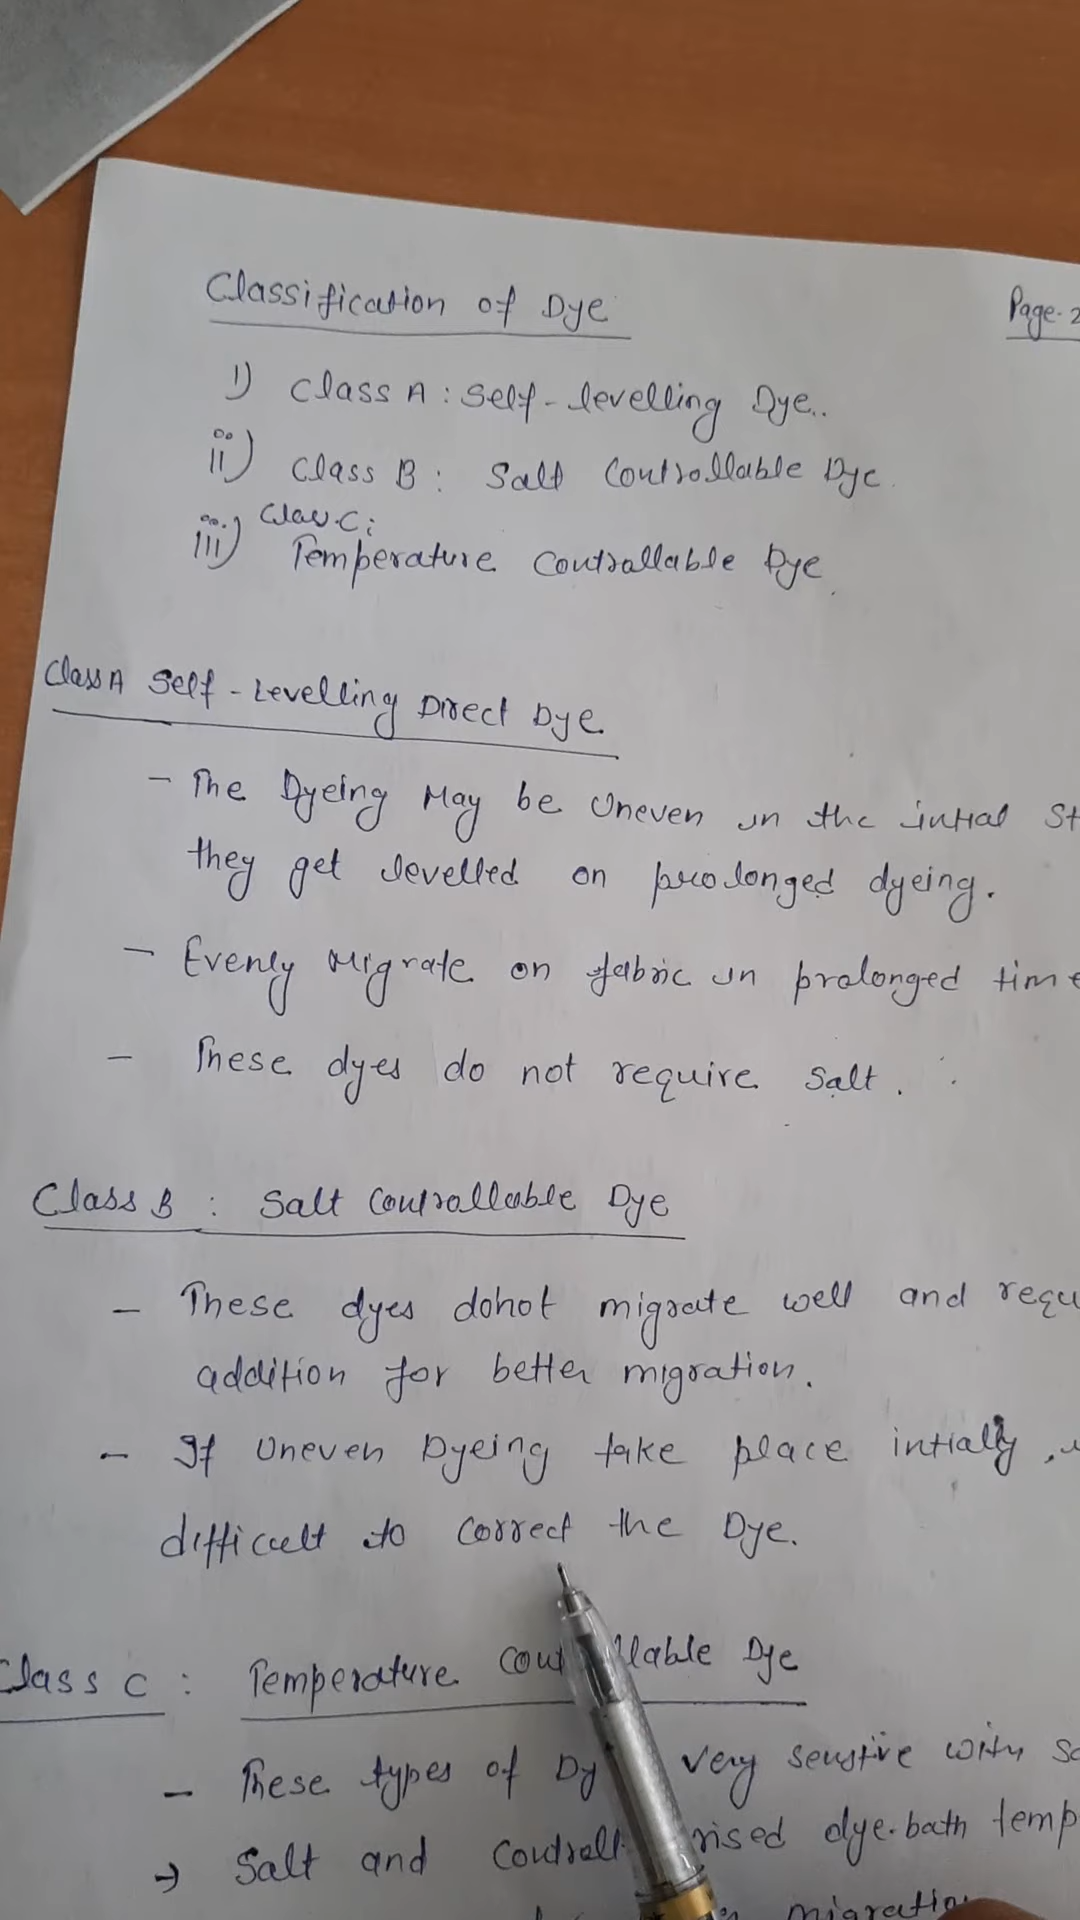 Classification of Dye
Page-2
i) Class A : Self-levelling Dye..
ii) Class B : Salt Controllable Dye.
iii) Class C:
Temperature Controllable Dye
Class A Self-Levelling Direct Dye.
- The Dyeing May be Uneven in the intial
they get levelled on prolonged dyeing.
- Evenly Migrate on fabric in prolonged time
- These dyes do not require salt.
Class B : Salt Controllable Dye
- These dyes donot migrate well and
addition for better migration.
- If Uneven Dyeing take place intially,
difficult to correct the Dye.
Class C : Temperature Dye
- These types of very senstive with
→ Salt and dye-bath
migration